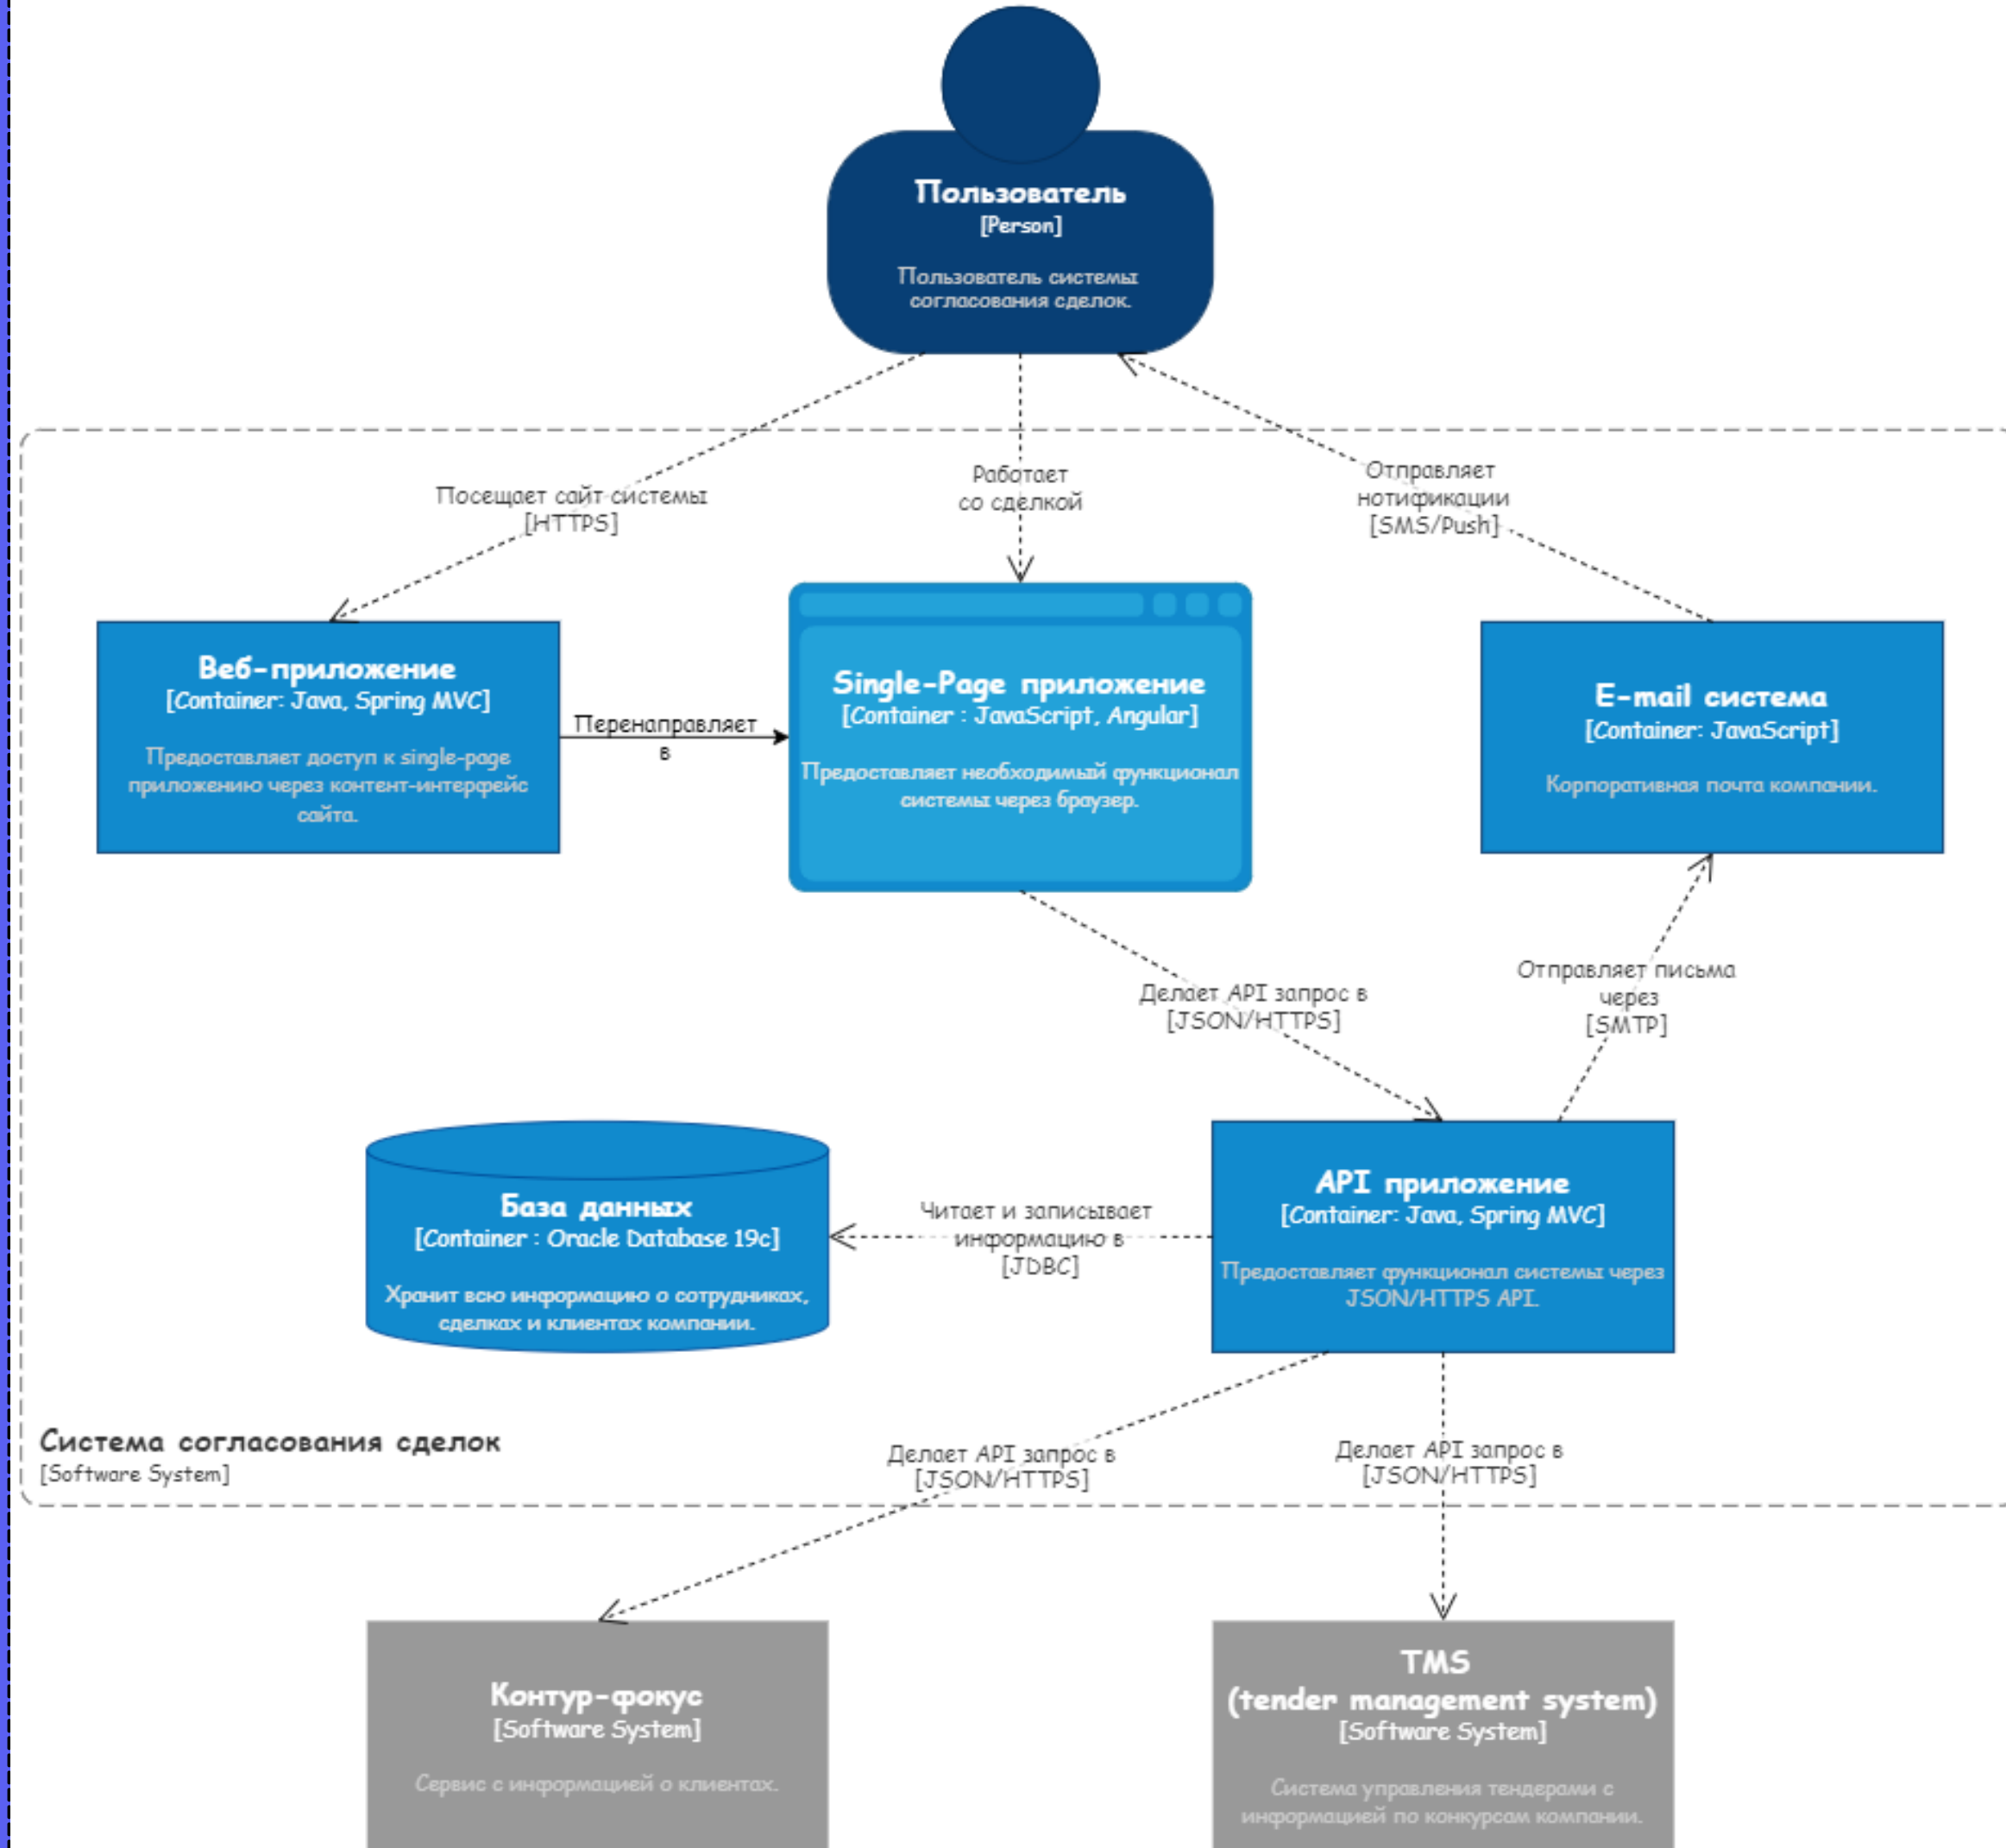 Пользователь
[Person]
Пользователь системы
согласования сделок.
Посещает сайт системы
[HTTPS]
Работает
со сделкой
Отправляет
нотификации
[SMS/Push]
Веб-приложение
[Container: Java, Spring MVC]
Предоставляет доступ к single-page
приложению через контент-интерфейс
сайта.
Перенаправляет
в
Single-Page приложение
[Container : JavaScript, Angular]
Предоставляет необходимый функционал
системы через браузер.
E-mail система
[Container: JavaScript]
Корпоративная почта компании.
Делает API запрос в
[JSON/HTTPS]
Отправляет письма
через
[SMTP]
База данных
[Container : Oracle Database 19c]
Хранит всю информацию о сотрудниках,
сделках и клиентах компании.
Читает и записывает
информацию в
[JDBC]
API приложение
[Container: Java, Spring MVC]
Предоставляет функционал системы через
JSON/HTTPS API.
Система согласования сделок
[Software System]
Делает API запрос в
[JSON/HTTPS]
Делает API запрос в
[JSON/HTTPS]
Контур-фокус
[Software System]
Сервис с информацией о клиентах.
TMS
(tender management system)
[Software System]
Система управления тендерами с
информацией по конкурсам компании.